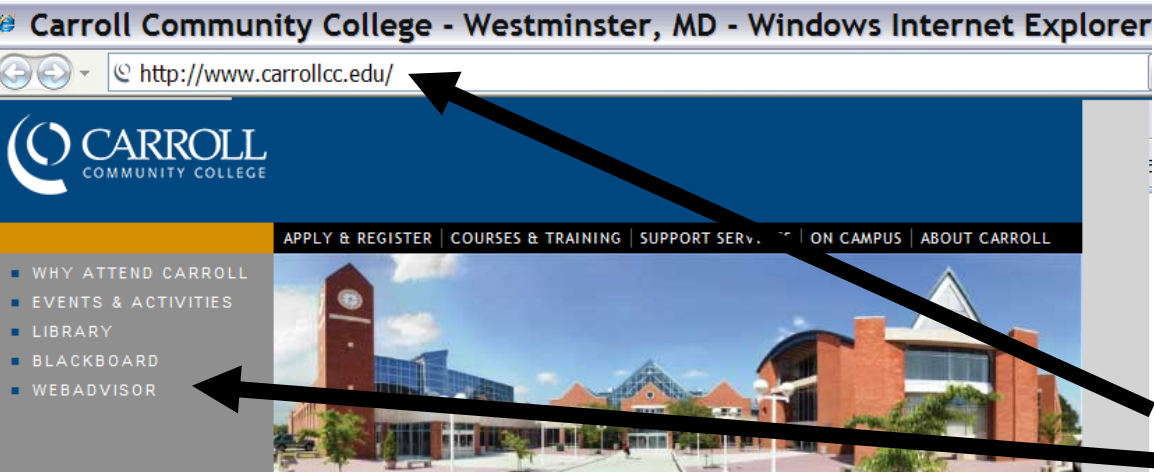 Carroll Community College - Westminster, MD - Windows Internet Explorer
http://www.carrollcc.edu/
CARROLL
COMMUNITY COLLEGE
APPLY & REGISTER | COURSES & TRAINING | SUPPORT | ON CAMPUS | ABOUT CARROLL
WHY ATTEND CARROLL
EVENTS & ACTIVITIES
LIBRARY
BLACKBOARD
WEBADVISOR